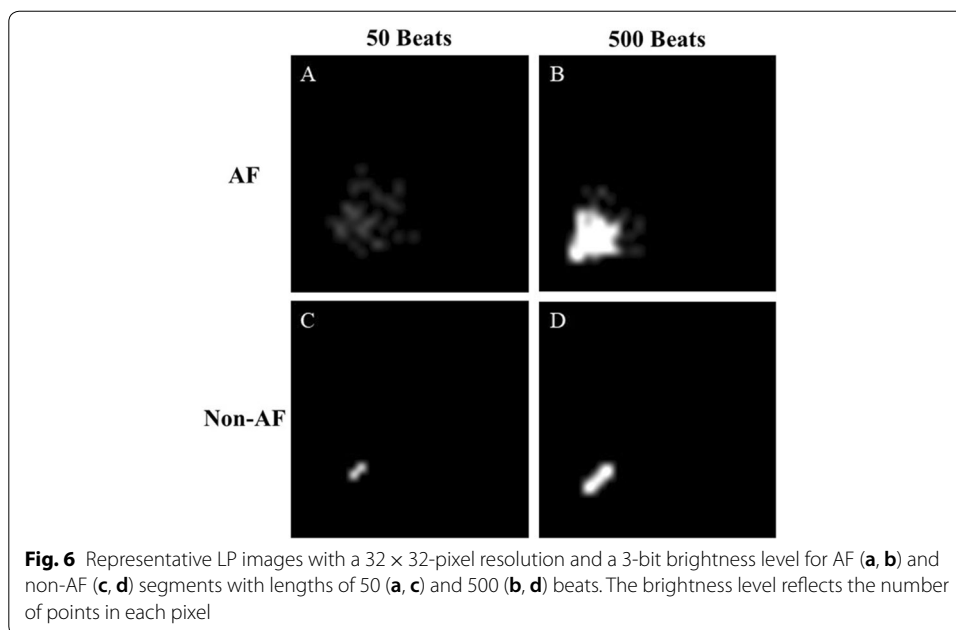 50 Beats 500 Beats
A B
AF
C D
Non-AF
Fig. 6 Representative LP images with a 32 × 32-pixel resolution and a 3-bit brightness level for AF (a, b) and
non-AF (c, d) segments with lengths of 50 (a, c) and 500 (b, d) beats. The brightness level reflects the number
of points in each pixel